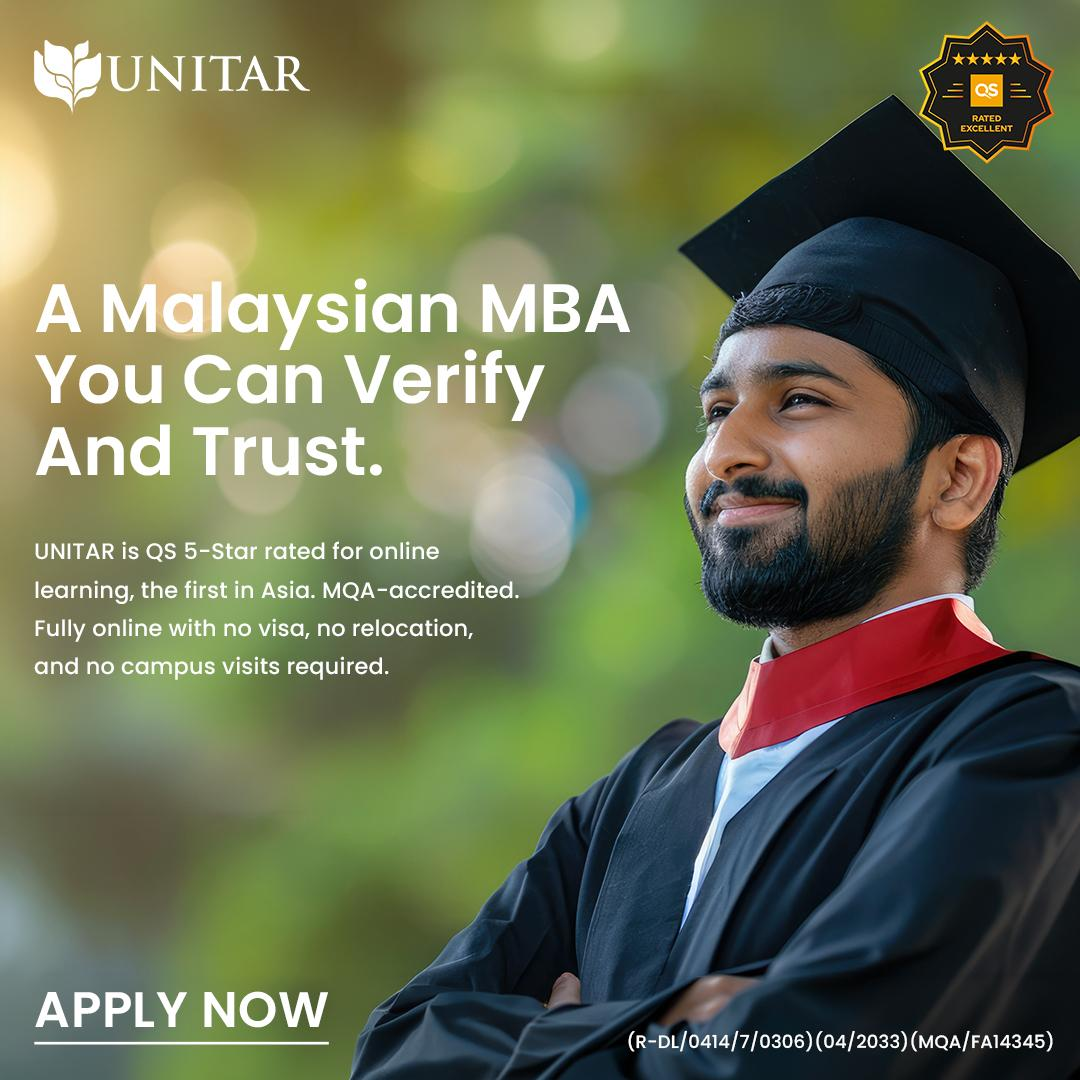 UNITAR
QS
RATED
EXCELLENT
A Malaysian MBA
You Can Verify
And Trust.
UNITAR is QS 5-Star rated for online
learning, the first in Asia. MQA-accredited.
Fully online with no visa, no relocation,
and no campus visits required.
APPLY NOW
(R-DL/0414/7/0306)(04/2033)(MQA/FA14345)